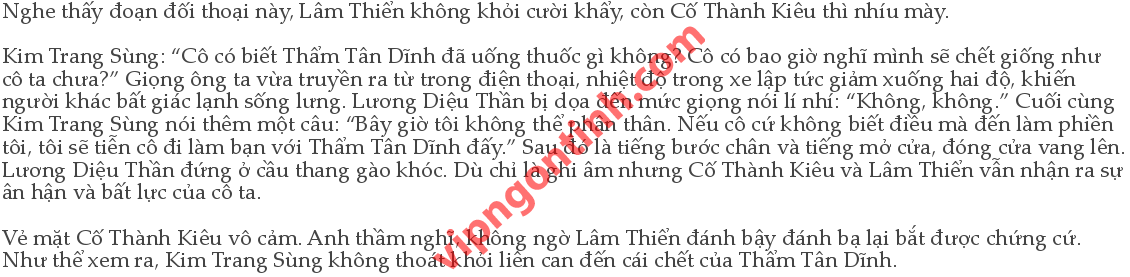 Nghe thấy đoạn đối thoại này, Lâm Thiển không khỏi cười khẩy, còn Cố Thành Kiêu thì nhíu mày.
Kim Trang Sùng: “Cô có biết Thẩm Tân Dĩnh đã uống thuốc gì không? Cô có bao giờ nghĩ mình sẽ chết giống như
cô ta chưa?” Giọng ông ta vừa truyền ra từ trong điện thoại, nhiệt độ trong xe lập tức giảm xuống hai độ, khiến
người khác bất giác lạnh sống lưng. Lương Diệu Thần bị dọa đến mức giọng nói lí nhí: “Không, không.” Cuối cùng
Kim Trang Sùng nói thêm một câu: “Bây giờ tôi không thể phân thân. Nếu cô cứ không biết điều mà đến làm phiền
tôi, tôi sẽ tiễn cô đi làm bạn với Thẩm Tân Dĩnh đấy.” Sau đó là tiếng bước chân và tiếng mở cửa, đóng cửa vang lên.
Lương Diệu Thần đứng ở cầu thang gào khóc. Dù chỉ là ghi âm nhưng Cố Thành Kiêu và Lâm Thiển vẫn nhận ra sự
ân hận và bất lực của cô ta.
Vẻ mặt Cố Thành Kiêu vô cảm. Anh thầm nghĩ, không ngờ Lâm Thiển đánh bậy đánh bạ lại bắt được chứng cứ.
Như thế xem ra, Kim Trang Sùng không thoát khỏi liên can đến cái chết của Thẩm Tân Dĩnh.
vipngontinh.com